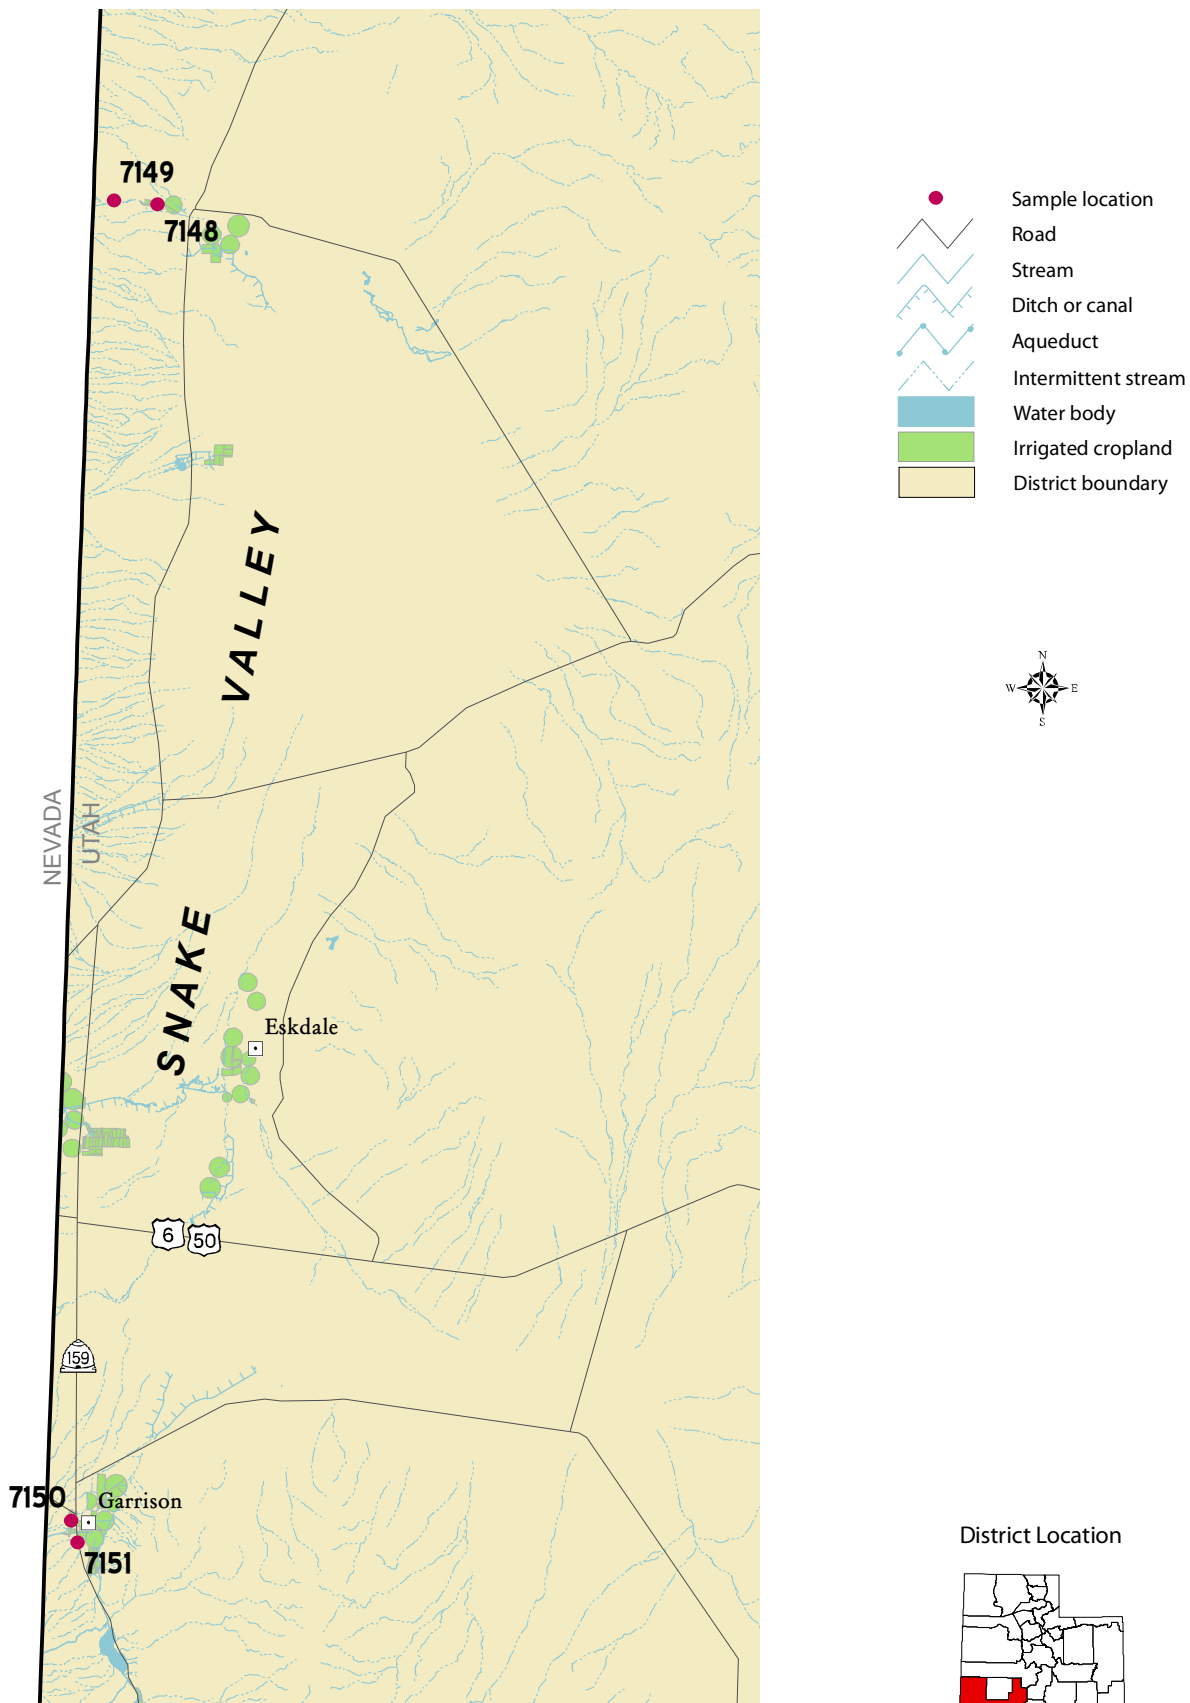 7149
7148
Sample location
Road
Stream
Ditch or canal
Aqueduct
Intermittent stream
Water body
Irrigated cropland
District boundary
VALLEY
N
W E
S
NEVADA
UTAH
SNAKE
Eskdale
6 50
159
7150 Garrison
7151
District Location